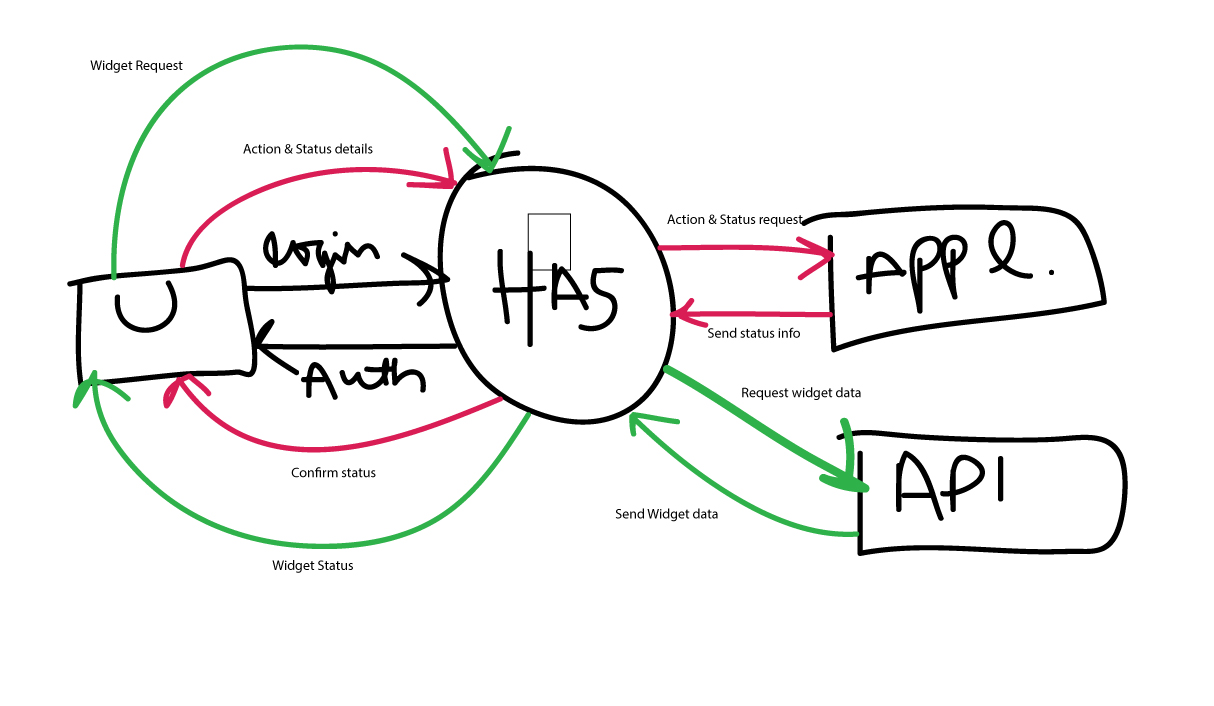 Widget Request
Action & Status details
Login
Action & Status request
U
HAS
APPL.
Auth
Send status info
Request widget data
Confirm status
API
Send Widget data
Widget Status